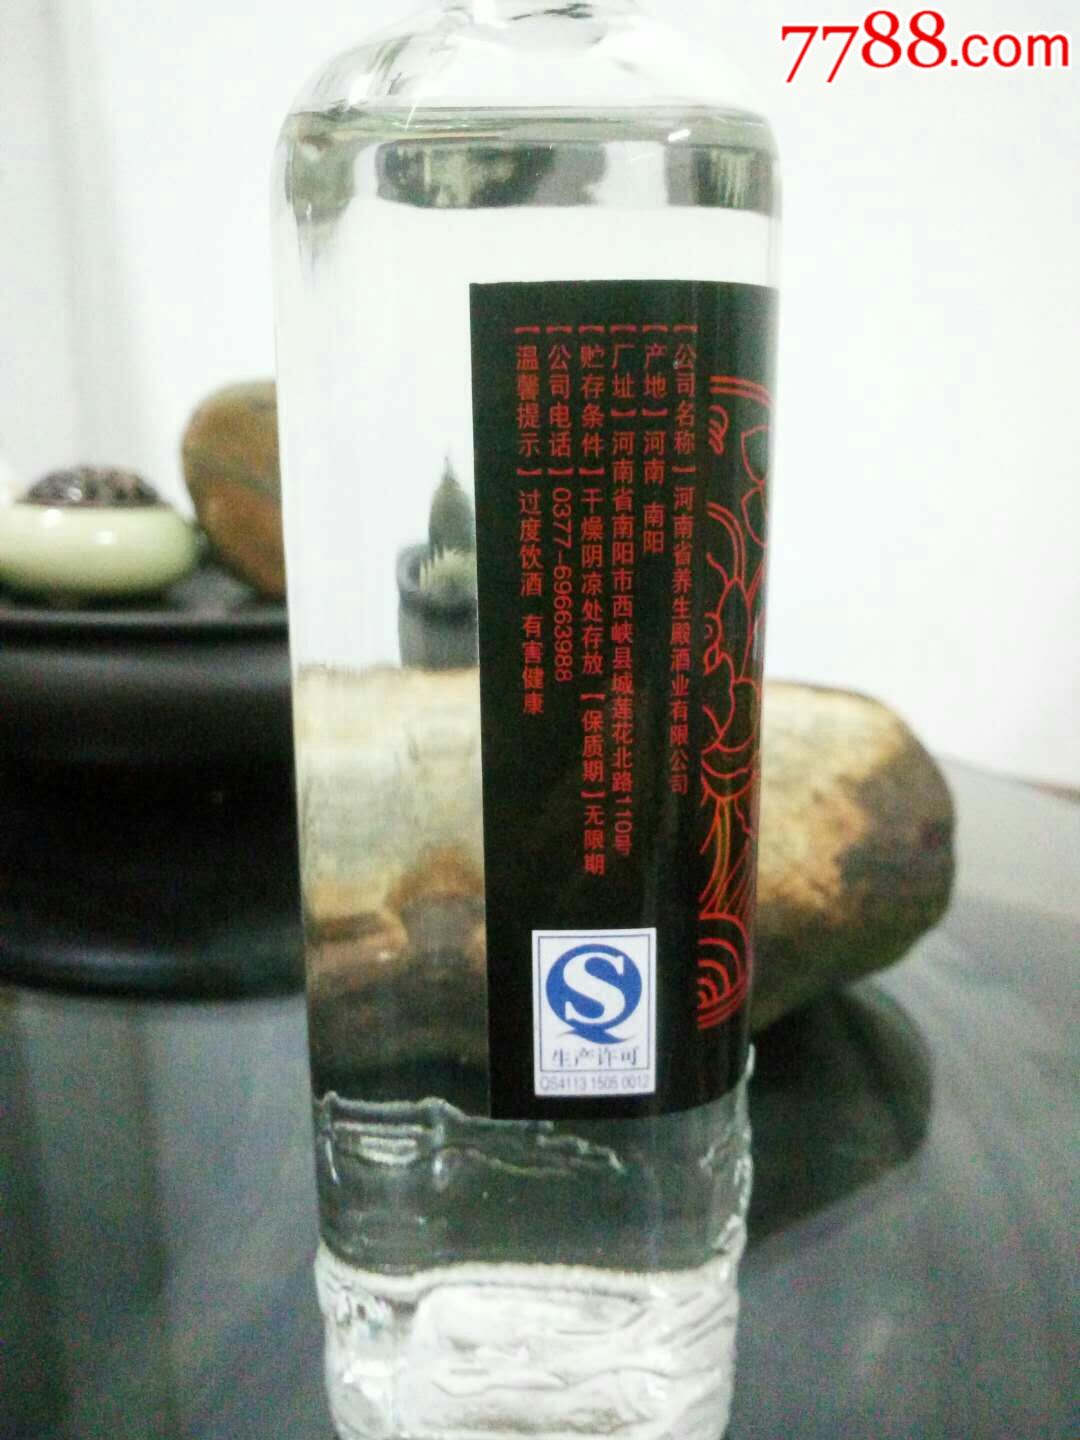 7788.com
【公司名称】河南省养生殿酒业有限公司
【产地】河南 南阳
【厂址】河南省南阳市西峡县城莲花北路110号
【贮存条件】干燥阴凉处存放 【保质期】无限期
【公司电话】0377-69663988
【温馨提示】过度饮酒 有害健康
S
生产许可
QS4113 1505 0012